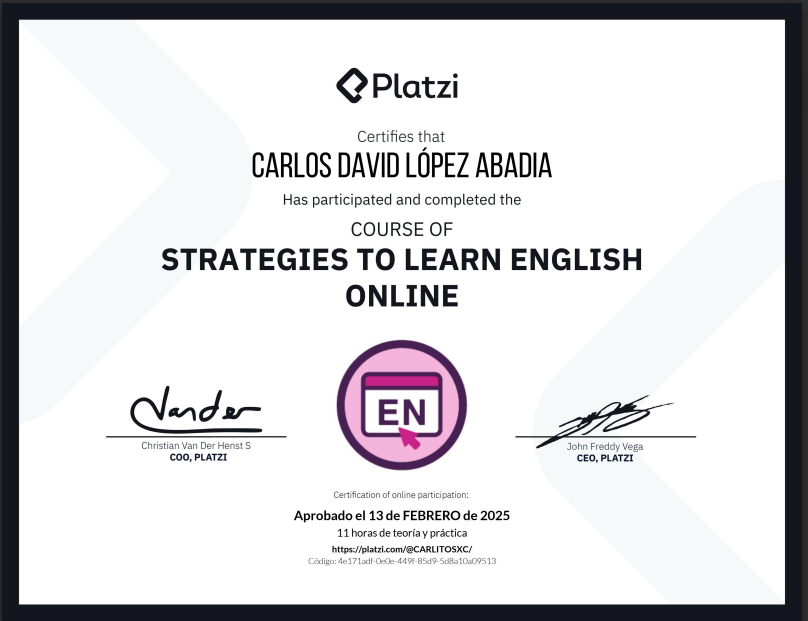 Platzi
Certifies that
CARLOS DAVID LÓPEZ ABADIA
Has participated and completed the
COURSE OF
STRATEGIES TO LEARN ENGLISH
ONLINE
EN
Vander
Christian Van Der Henst S
COO, PLATZI
John Freddy Vega
CEO, PLATZI
Certification of online participation:
Aprobado el 13 de FEBRERO de 2025
11 horas de teoría y práctica
https://platzi.com/@CARLITOSXC/
Código: 4e171adf-0e0e-449f-85d9-5d8a10a09513